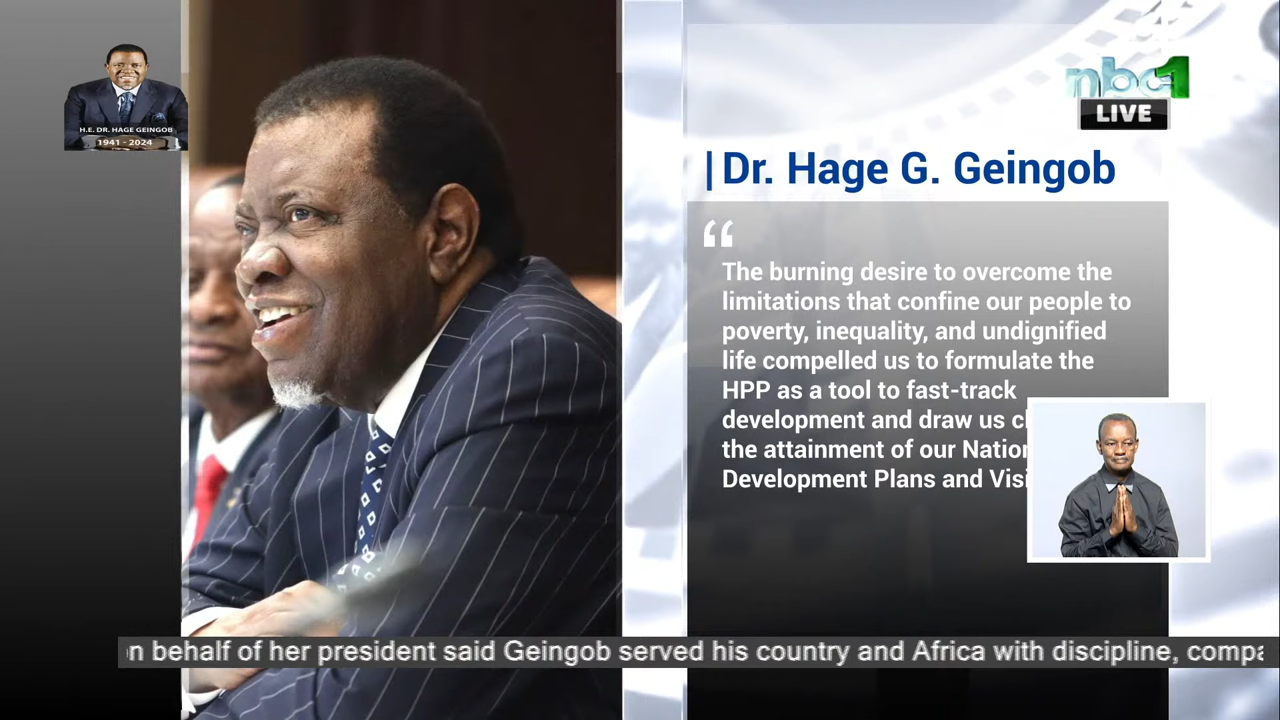 H.E. DR. HAGE GEINGOB
1941 - 2024
nbc1
LIVE
|Dr. Hage G. Geingob
“
The burning desire to overcome the
limitations that confine our people to
poverty, inequality, and undignified
life compelled us to formulate the
HPP as a tool to fast-track
development and draw us
the attainment of our
Development Plans and
behalf of her president said Geingob served his country and Africa with discipline,